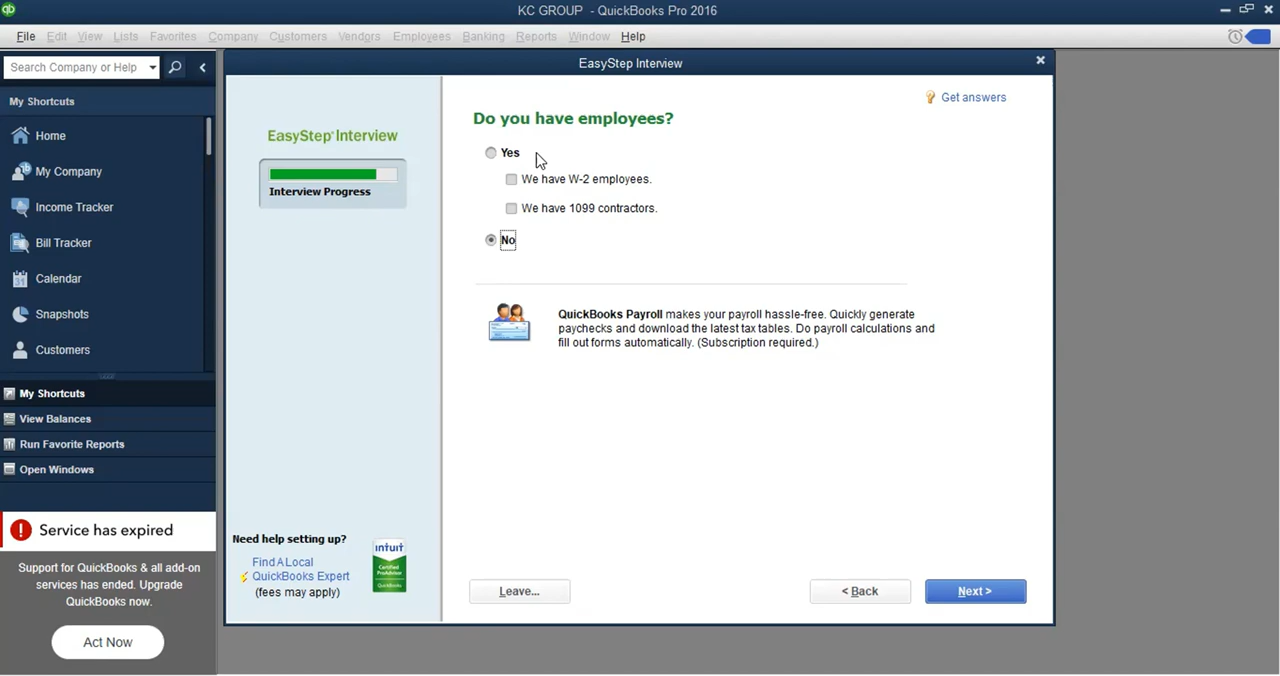 qb
KC GROUP - QuickBooks Pro 2016
File Edit View Lists Favorites Company Customers Vendors Employees Banking Reports Window Help
Search Company or Help
My Shortcuts
Home
My Company
Income Tracker
Bill Tracker
31 Calendar
Snapshots
Customers
My Shortcuts
View Balances
Run Favorite Reports
Open Windows
! Service has expired
Support for QuickBooks & all add-on
services has ended. Upgrade
QuickBooks now.
Act Now
EasyStep Interview
EasyStep Interview
Interview Progress
Need help setting up?
Find A Local
QuickBooks Expert
(fees may apply)
intuit
Certified
ProAdvisor
QuickBooks
Get answers
Do you have employees?
Yes
We have W-2 employees.
We have 1099 contractors.
No
QuickBooks Payroll makes your payroll hassle-free. Quickly generate
paychecks and download the latest tax tables. Do payroll calculations and
fill out forms automatically. (Subscription required.)
Leave...
< Back
Next >